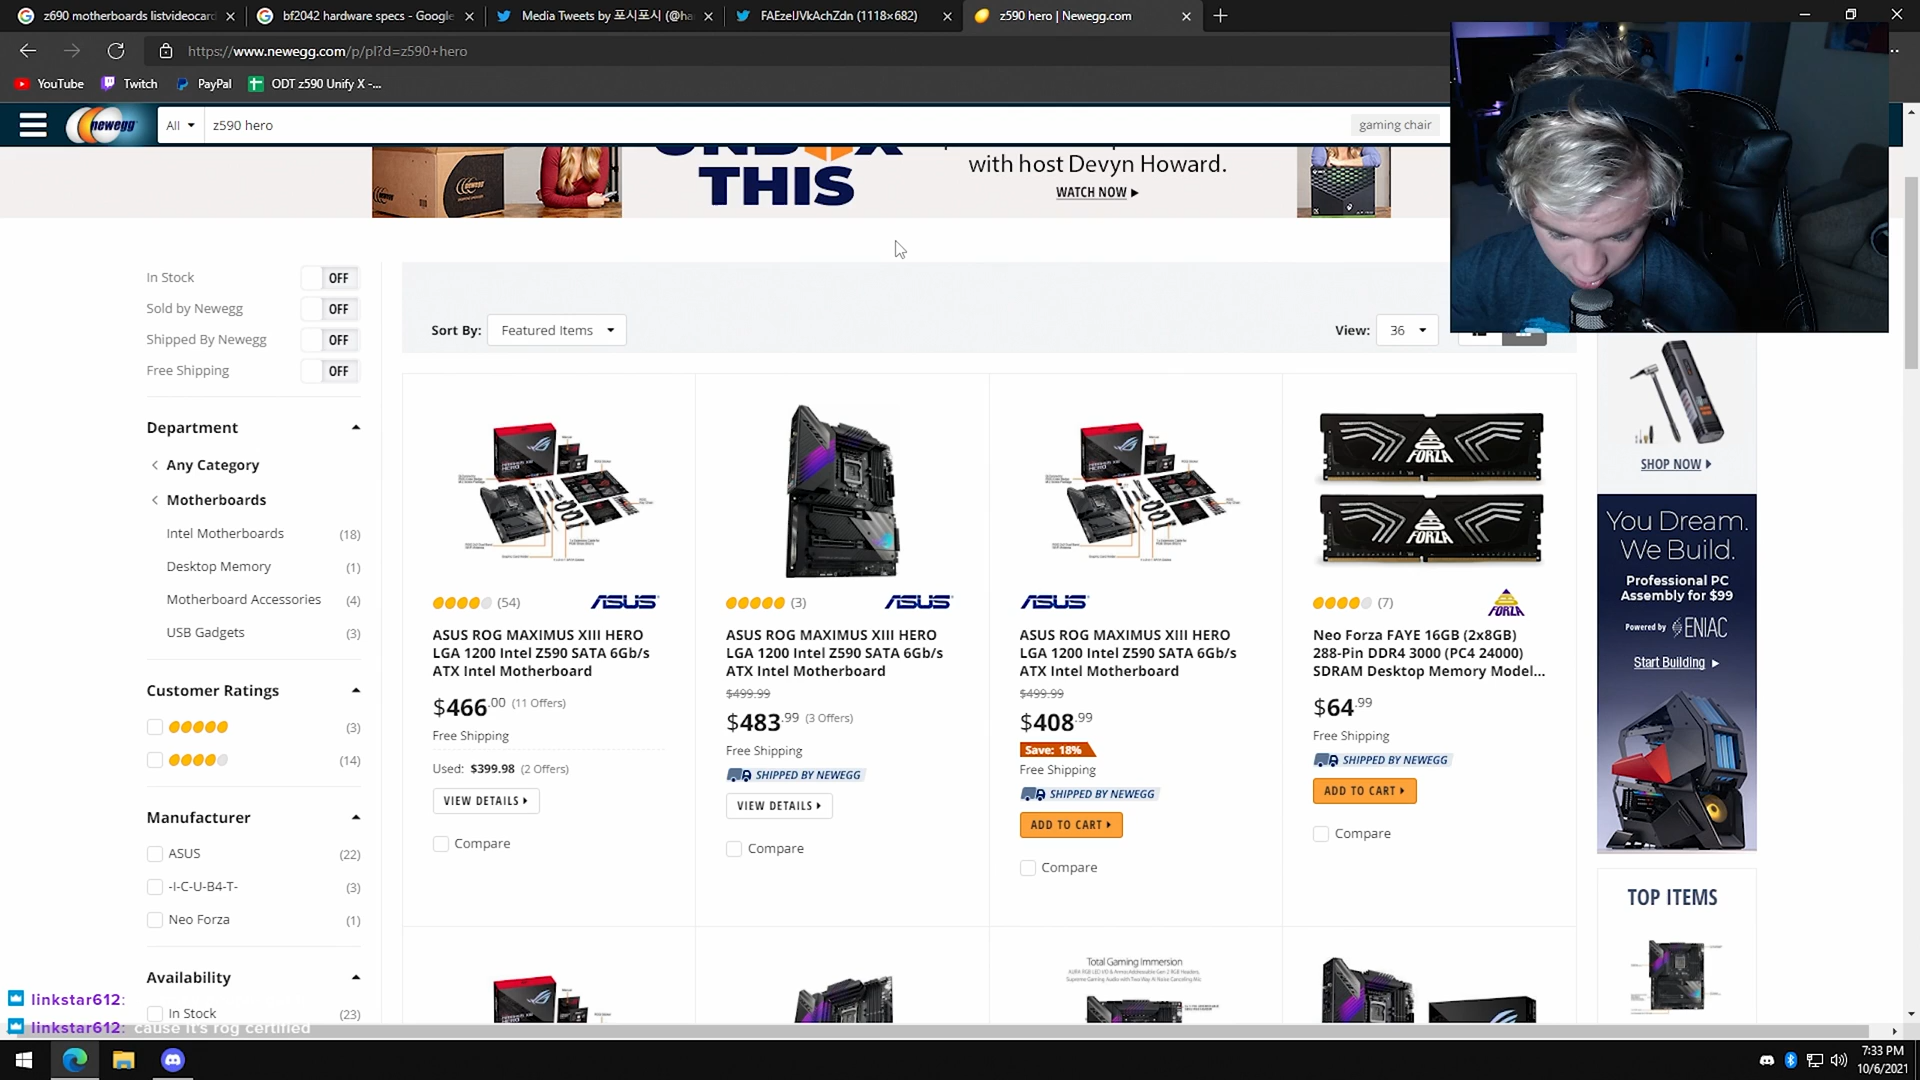 z690 motherboards listvideocard
bf2042 hardware specs - Google
Media Tweets by 포시포시 (@ha
FAEzelJVkAchZdn (1118×682)
z590 hero | Newegg.com
https://www.newegg.com/p/pl?d=z590+hero
YouTube
Twitch
PayPal
ODT z590 Unify X -...
newegg
All
z590 hero
gaming chair
THIS
with host Devyn Howard.
WATCH NOW
In Stock OFF
Sold by Newegg OFF
Shipped By Newegg OFF
Free Shipping OFF
Sort By: Featured Items
View: 36
Department
Any Category
Motherboards
Intel Motherboards (18)
Desktop Memory (1)
Motherboard Accessories (4)
USB Gadgets (3)
Customer Ratings
(3)
(14)
Manufacturer
ASUS (22)
-I-C-U-B4-T- (3)
Neo Forza (1)
Availability
In Stock (23)
(54) ASUS
ASUS ROG MAXIMUS XIII HERO
LGA 1200 Intel Z590 SATA 6Gb/s
ATX Intel Motherboard
$466.00 (11 Offers)
Free Shipping
Used: $399.98 (2 Offers)
VIEW DETAILS
Compare
(3) ASUS
ASUS ROG MAXIMUS XIII HERO
LGA 1200 Intel Z590 SATA 6Gb/s
ATX Intel Motherboard
$499.99
$483.99 (3 Offers)
Free Shipping
SHIPPED BY NEWEGG
VIEW DETAILS
Compare
ASUS
ASUS ROG MAXIMUS XIII HERO
LGA 1200 Intel Z590 SATA 6Gb/s
ATX Intel Motherboard
$499.99
$408.99
Save: 18%
Free Shipping
SHIPPED BY NEWEGG
ADD TO CART
Compare
FORZA
FORZA
(7) FORZA
Neo Forza FAYE 16GB (2x8GB)
288-Pin DDR4 3000 (PC4 24000)
SDRAM Desktop Memory Model...
$64.99
Free Shipping
SHIPPED BY NEWEGG
ADD TO CART
Compare
Total Gaming Immersion
SHOP NOW
You Dream.
We Build.
Professional PC
Assembly for $99
Powered by ENIAC
Start Building
TOP ITEMS
linkstar612:
linkstar612: cause it's rog certified
7:33 PM
10/6/2021